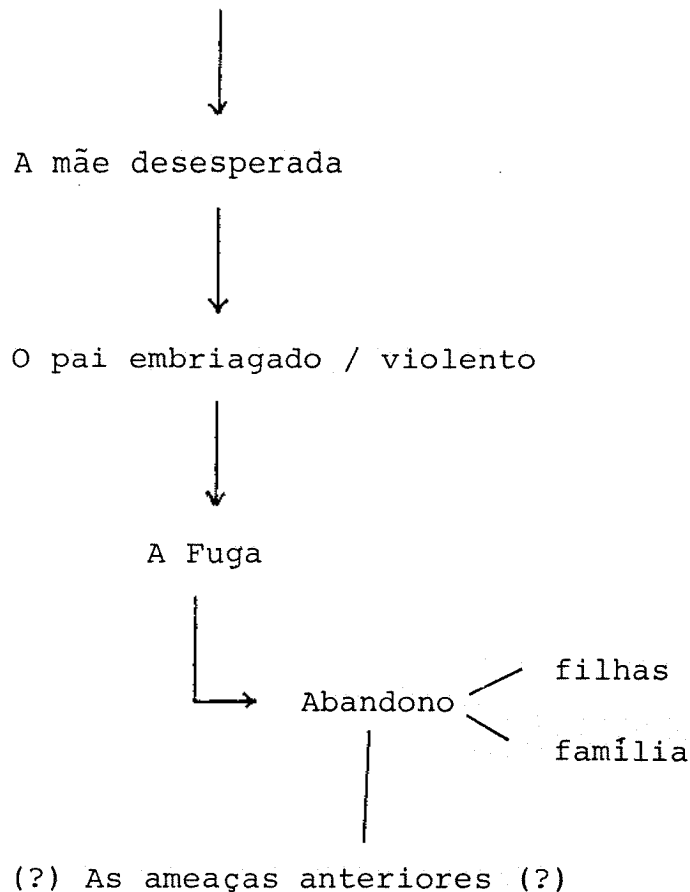 A mãe desesperada
O pai embriagado / violento
A Fuga
filhas
Abandono
família
(?) As ameaças anteriores (?)